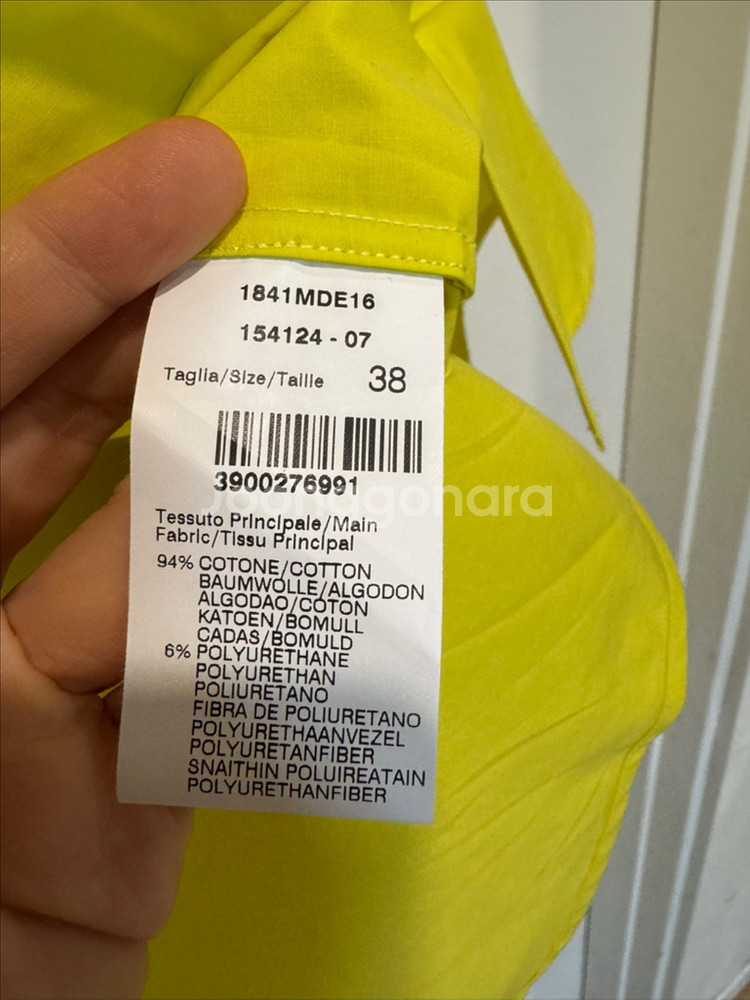 1841MDE16
154124 - 07
Taglia/Size/Taille 38
3900276991
Joonggonara
Tessuto Principale/Main
Fabric/Tissu Principal
94% COTONE/COTTON
BAUMWOLLE/ALGODON
ALGODAO/COTON
KATOEN/BOMULL
CADAS/BOMULD
6% POLYURETHANE
POLYURETHAN
POLIURETANO
FIBRA DE POLIURETANO
POLYURETHAANVEZEL
POLYURETANFIBER
SNAITHIN POLUIREATAIN
POLYURETHANFIBER